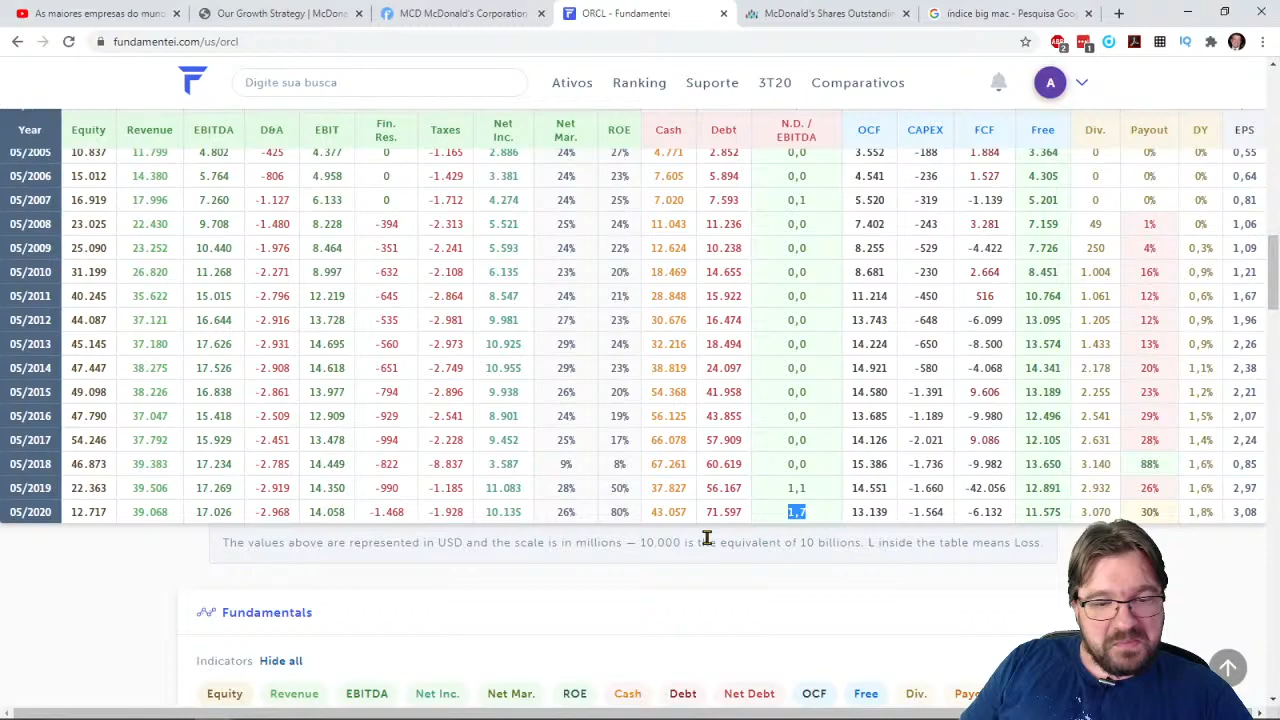 As maiores empresas do mund
Our Growth Strategy | McDon
MCD McDonald's Corporation
ORCL - Fundamentei
McDonald's Shares Outstandin
índice big mac - Pesquisa Goo
fundamentei.com/us/orcl
2 1 IQ
Digite sua busca
Ativos Ranking Suporte 3T20 Comparativos
A
Year Equity Revenue EBITDA D&A EBIT Fin. Res. Taxes Net Inc. Net Mar. ROE Cash Debt N.D. / EBITDA OCF CAPEX FCF Free Div. Payout DY EPS
05/2005 10.837 11.799 4.802 -425 4.377 0 -1.165 2.886 24% 27% 4.771 2.852 0,0 3.552 -188 1.884 3.364 0 0% 0% 0,55
05/2006 15.012 14.380 5.764 -806 4.958 0 -1.429 3.381 24% 23% 7.605 5.894 0,0 4.541 -236 1.527 4.305 0 0% 0% 0,64
05/2007 16.919 17.996 7.260 -1.127 6.133 0 -1.712 4.274 24% 25% 7.020 7.593 0,1 5.520 -319 -1.139 5.201 0 0% 0% 0,81
05/2008 23.025 22.430 9.708 -1.480 8.228 -394 -2.313 5.521 25% 24% 11.043 11.236 0,0 7.402 -243 3.281 7.159 49 1% 0% 1,06
05/2009 25.090 23.252 10.440 -1.976 8.464 -351 -2.241 5.593 24% 22% 12.624 10.238 0,0 8.255 -529 -4.422 7.726 250 4% 0,3% 1,09
05/2010 31.199 26.820 11.268 -2.271 8.997 -632 -2.108 6.135 23% 20% 18.469 14.655 0,0 8.681 -230 2.664 8.451 1.004 16% 0,9% 1,21
05/2011 40.245 35.622 15.015 -2.796 12.219 -645 -2.864 8.547 24% 21% 28.848 15.922 0,0 11.214 -450 516 10.764 1.061 12% 0,6% 1,67
05/2012 44.087 37.121 16.644 -2.916 13.728 -535 -2.981 9.981 27% 23% 30.676 16.474 0,0 13.743 -648 -6.099 13.095 1.205 12% 0,9% 1,96
05/2013 45.145 37.180 17.626 -2.931 14.695 -560 -2.973 10.925 29% 24% 32.216 18.494 0,0 14.224 -650 -8.500 13.574 1.433 13% 0,9% 2,26
05/2014 47.447 38.275 17.526 -2.908 14.618 -651 -2.749 10.955 29% 23% 38.819 24.097 0,0 14.921 -580 -4.068 14.341 2.178 20% 1,1% 2,38
05/2015 49.098 38.226 16.838 -2.861 13.977 -794 -2.896 9.938 26% 20% 54.368 41.958 0,0 14.580 -1.391 9.606 13.189 2.255 23% 1,2% 2,21
05/2016 47.790 37.047 15.418 -2.509 12.909 -929 -2.541 8.901 24% 19% 56.125 43.855 0,0 13.685 -1.189 -9.980 12.496 2.541 29% 1,5% 2,07
05/2017 54.246 37.792 15.929 -2.451 13.478 -994 -2.228 9.452 25% 17% 66.078 57.909 0,0 14.126 -2.021 9.086 12.105 2.631 28% 1,4% 2,24
05/2018 46.873 39.383 17.234 -2.785 14.449 -822 -8.837 3.587 9% 8% 67.261 60.619 0,0 15.386 -1.736 -9.982 13.650 3.140 88% 1,6% 0,85
05/2019 22.363 39.506 17.269 -2.919 14.350 -990 -1.185 11.083 28% 50% 37.827 56.167 1,1 14.551 -1.660 -42.056 12.891 2.932 26% 1,6% 2,97
05/2020 12.717 39.068 17.026 -2.968 14.058 -1.468 -1.928 10.135 26% 80% 43.057 71.597 1,7 13.139 -1.564 -6.132 11.575 3.070 30% 1,8% 3,08
The values above are represented in USD and the scale is in millions — 10.000 is the equivalent of 10 billions. L inside the table means Loss.
Fundamentals
Indicators Hide all
Equity Revenue EBITDA Net Inc. Net Mar. ROE Cash Debt Net Debt OCF Free Div.